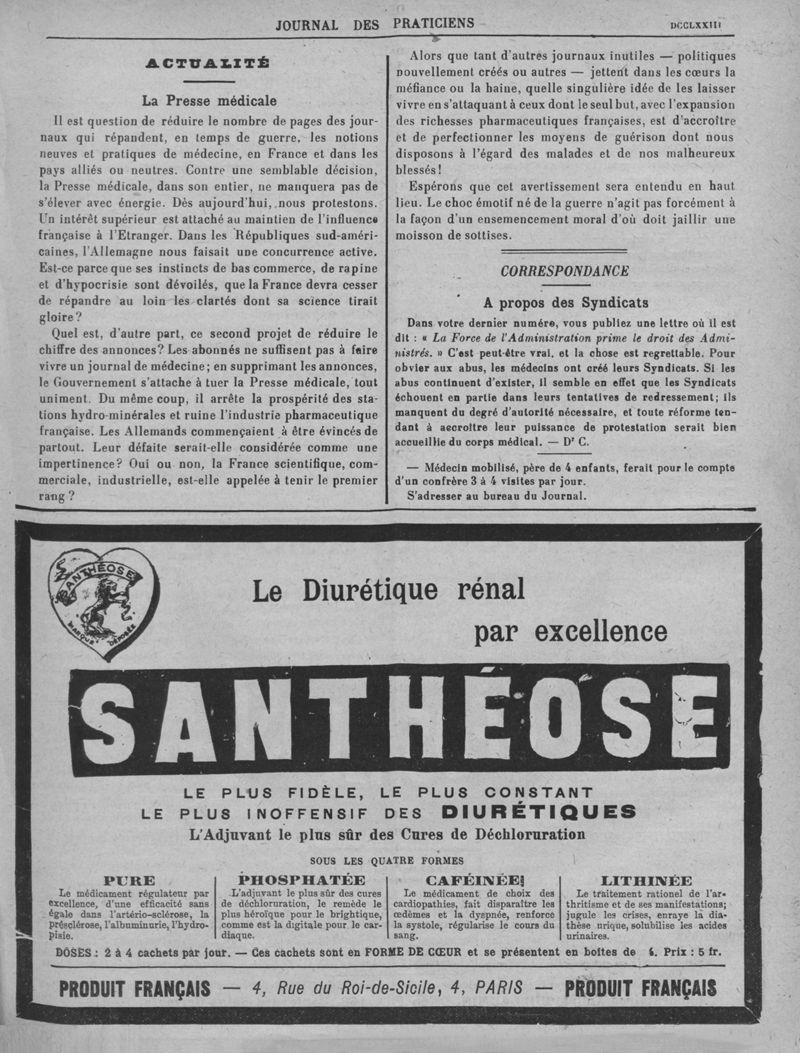 JOURNAL DES PRATICIENS
DCCLXXIII
ACTUALITÉ
La Presse médicale
Il est question de réduire le nombre de pages des jour-
naux qui répandent, en temps de guerre, les notions
neuves et pratiques de médecine, en France et dans les
pays alliés ou neutres. Contre une semblable décision,
la Presse médicale, dans son entier, ne manquera pas de
s'élever avec énergie. Dès aujourd'hui, nous protestons.
Un intérêt supérieur est attaché au maintien de l'influence
française à l'Etranger. Dans les Républiques sud-améri-
caines, l'Allemagne nous faisait une concurrence active.
Est-ce parce que ses instincts de bas commerce, de rapine
et d'hypocrisie sont dévoilés, que la France devra cesser
de répandre au loin les clartés dont sa science tirait
gloire ?
Quel est, d'autre part, ce second projet de réduire le
chiffre des annonces? Les abonnés ne suffisent pas à faire
vivre un journal de médecine; en supprimant les annonces,
le Gouvernement s'attache à tuer la Presse médicale, tout
uniment. Du même coup, il arrête la prospérité des sta-
tions hydro-minérales et ruine l'industrie pharmaceutique
française. Les Allemands commençaient à être évincés de
partout. Leur défaite serait-elle considérée comme une
impertinence? Oui ou non, la France scientifique, com-
merciale, industrielle, est-elle appelée à tenir le premier
rang ?
Alors que tant d'autres journaux inutiles — politiques
nouvellement créés ou autres — jettent dans les cœurs la
méfiance ou la haine, quelle singulière idée de les laisser
vivre en s'attaquant à ceux dont le seul but, avec l'expansion
des richesses pharmaceutiques françaises, est d'accroître
et de perfectionner les moyens de guérison dont nous
disposons à l'égard des malades et de nos malheureux
blessés!
Espérons que cet avertissement sera entendu en haut
lieu. Le choc émotif né de la guerre n'agit pas forcément à
la façon d'un ensemencement moral d'où doit jaillir une
moisson de sottises.
CORRESPONDANCE
A propos des Syndicats
Dans votre dernier numéro, vous publiez une lettre où il est
dit : « La Force de l'Administration prime le droit des Admi-
nistrés. » C'est peut-être vrai, et la chose est regrettable. Pour
obvier aux abus, les médecins ont créé leurs Syndicats. Si les
abus continuent d'exister, il semble en effet que les Syndicats
échouent en partie dans leurs tentatives de redressement; ils
manquent du degré d'autorité nécessaire, et toute réforme ten-
dant à accroître leur puissance de protestation serait bien
accueillie du corps médical. — Dr C.
— Médecin mobilisé, père de 4 enfants, ferait pour le compte
d'un confrère 3 à 4 visites par jour.
S'adresser au bureau du Journal.
SANTHÉOSE
MARQUE DÉPOSÉE
Le Diurétique rénal
par excellence
SANTHÉOSE
LE PLUS FIDÈLE, LE PLUS CONSTANT
LE PLUS INOFFENSIF DES DIURÉTIQUES
L'Adjuvant le plus sûr des Cures de Déchloruration
SOUS LES QUATRE FORMES
PURE
Le médicament régulateur par
excellence, d'une efficacité sans
égale dans l'artério-sclérose, la
présclérose, l'albuminurie, l'hydro-
pisie.
PHOSPHATÉE
L'adjuvant le plus sûr des cures
de déchloruration, le remède le
plus héroïque pour le brightique,
comme est la digitale pour le car-
diaque.
CAFÉINÉE
Le médicament de choix des
cardiopathies, fait disparaître les
œdèmes et la dyspnée, renforce
la systole, régularise le cours du
sang.
LITHINÉE
Le traitement rationel de l'ar-
thritisme et de ses manifestations;
jugule les crises, enraye la dia-
thèse urique, solubilise les acides
urinaires.
DOSES : 2 à 4 cachets par jour. — Ces cachets sont en FORME DE CŒUR et se présentent en boîtes de Prix : 5 fr.
PRODUIT FRANÇAIS — 4, Rue du Roi-de-Sicile, 4, PARIS — PRODUIT FRANÇAIS